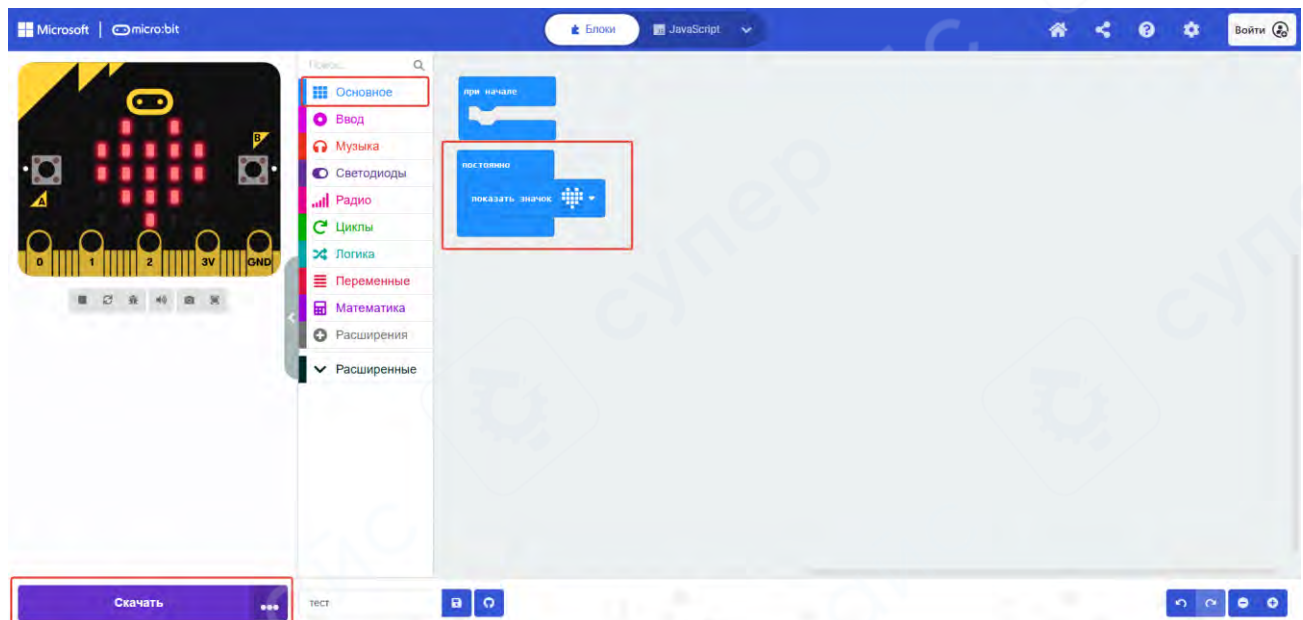 Microsoft micro:bit
Блоки
JavaScript
Войти
Поиск...
Основное
Ввод
Музыка
Светодиоды
Радио
Циклы
Логика
Переменные
Математика
Расширения
Расширенные
A
B
0 1 2 3V GND
при начале
постоянно
показать значок
Скачать
тест
супер